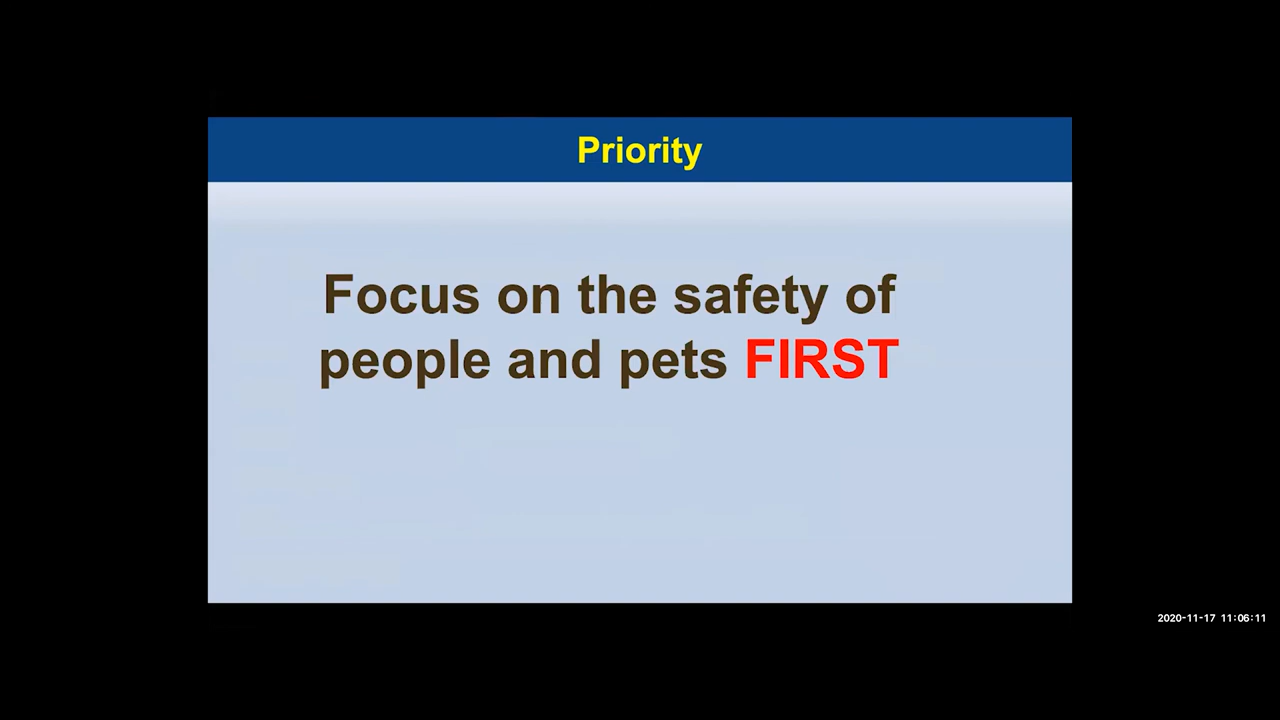 Priority
Focus on the safety of
people and pets FIRST
2020-11-17 11:06:11